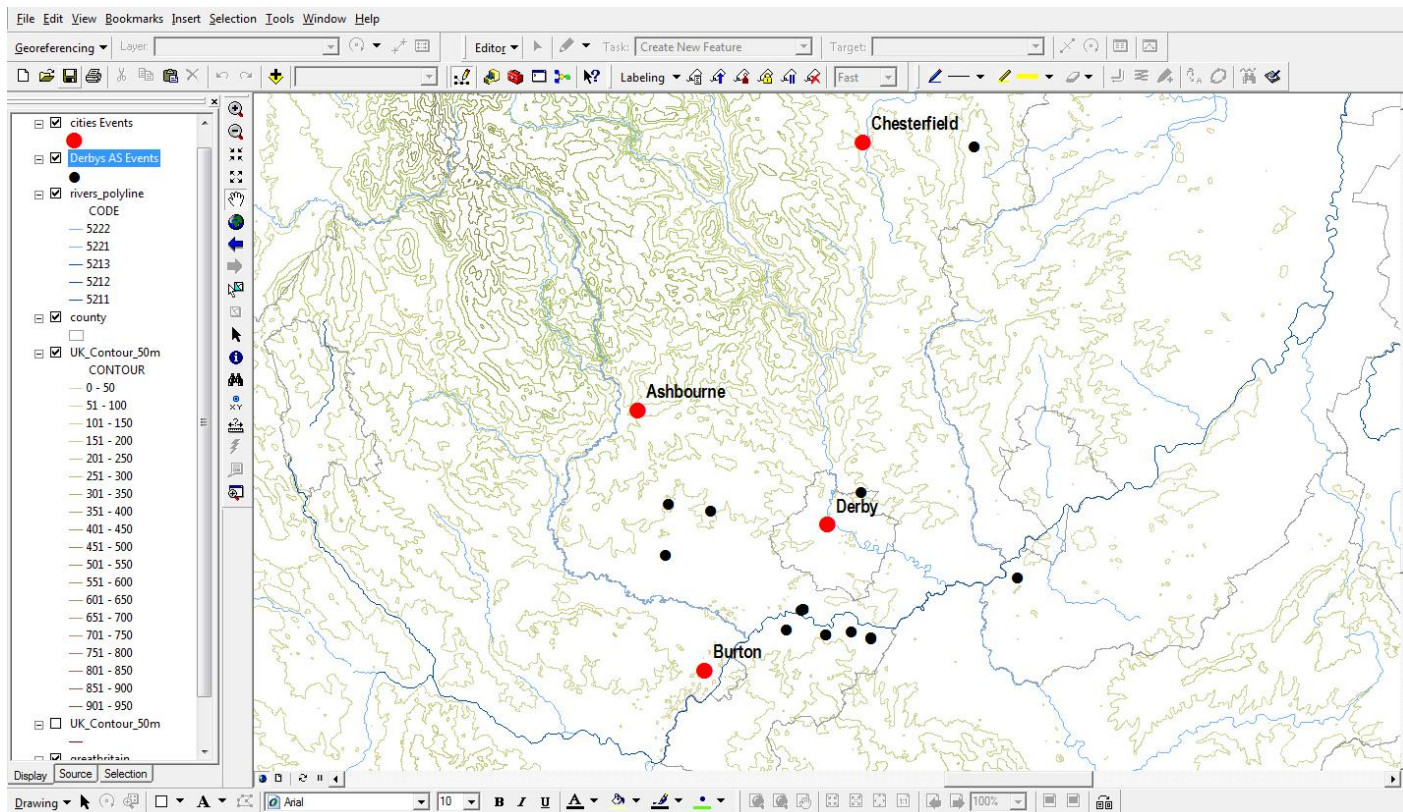 File Edit View Bookmarks Insert Selection Tools Window Help
Georeferencing Layer: Editor Task: Create New Feature Target:
Labeling Fast
cities Events
Derbys AS Events
rivers_polyline
CODE
5222
5221
5213
5212
5211
county
UK_Contour_50m
CONTOUR
0 - 50
51 - 100
101 - 150
151 - 200
201 - 250
251 - 300
301 - 350
351 - 400
401 - 450
451 - 500
501 - 550
551 - 600
601 - 650
651 - 700
701 - 750
751 - 800
801 - 850
851 - 900
901 - 950
UK_Contour_50m
Display Source Selection
Chesterfield
Ashbourne
Derby
Burton
Drawing A Arial 10 B I U A 100%